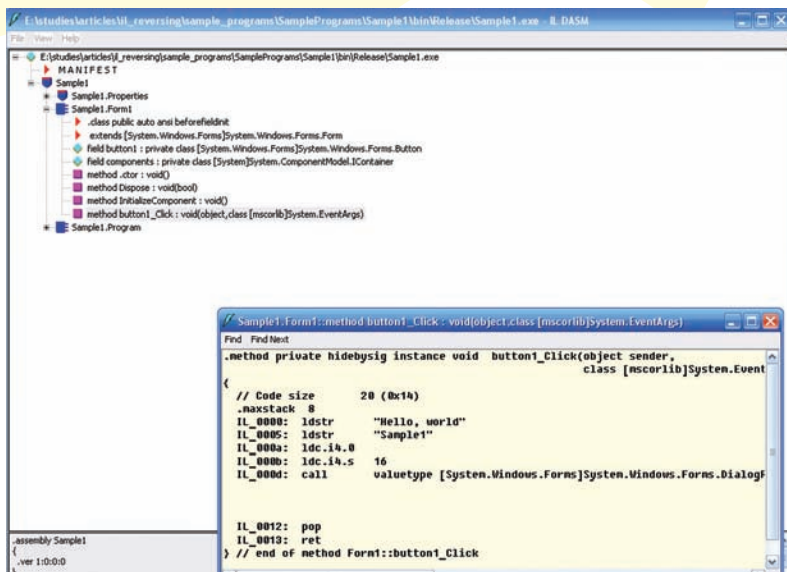 E:\studies\articles\il_reversing\sample_programs\SamplePrograms\Sample1\bin\Release\Sample1.exe - IL DASM
File View Help
E:\studies\articles\il_reversing\sample_programs\SamplePrograms\Sample1\bin\Release\Sample1.exe
MANIFEST
Sample1
Sample1.Properties
Sample1.Form1
.class public auto ansi beforefieldinit
extends [System.Windows.Forms]System.Windows.Forms.Form
field button1 : private class [System.Windows.Forms]System.Windows.Forms.Button
field components : private class [System]System.ComponentModel.IContainer
method .ctor : void()
method Dispose : void(bool)
method InitializeComponent : void()
method button1_Click : void(object,class [mscorlib]System.EventArgs)
Sample1.Program
Sample1.Form1::method button1_Click : void(object,class [mscorlib]System.EventArgs)
Find Find Next
.method private hidebysig instance void button1_Click(object sender,
class [mscorlib]System.Event
{
// Code size 20 (0x14)
.maxstack 8
IL_0000: ldstr "Hello, world"
IL_0005: ldstr "Sample1"
IL_000a: ldc.i4.0
IL_000b: ldc.i4.s 16
IL_000d: call valuetype [System.Windows.Forms]System.Windows.Forms.DialogR
IL_0012: pop
IL_0013: ret
} // end of method Form1::button1_Click
.assembly Sample1
{
.ver 1:0:0:0